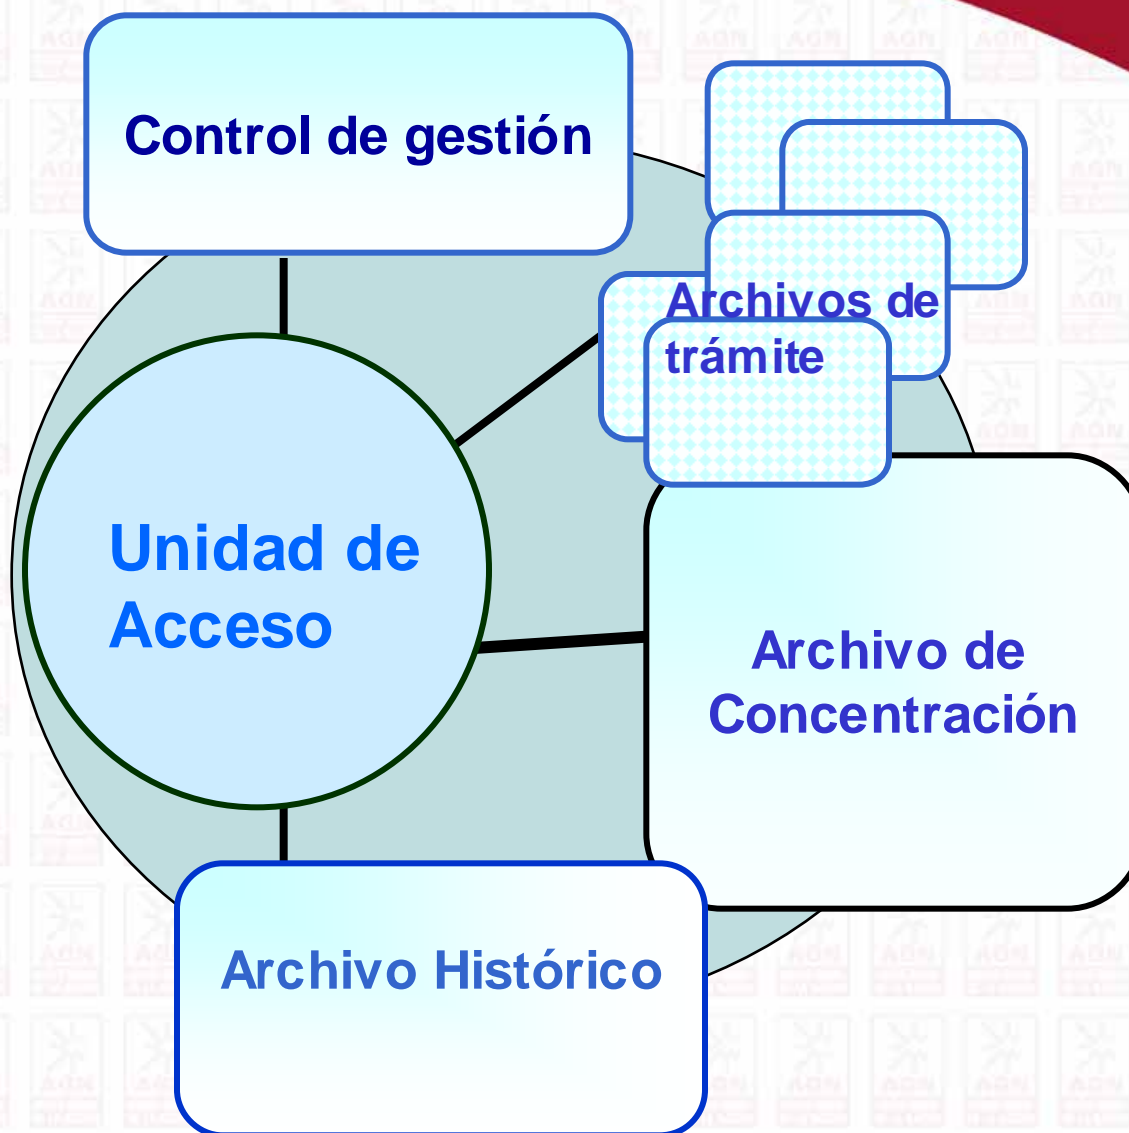 Control de gestión
Archivos de
trámite
Unidad de
Acceso
Archivo de
Concentración
Archivo Histórico